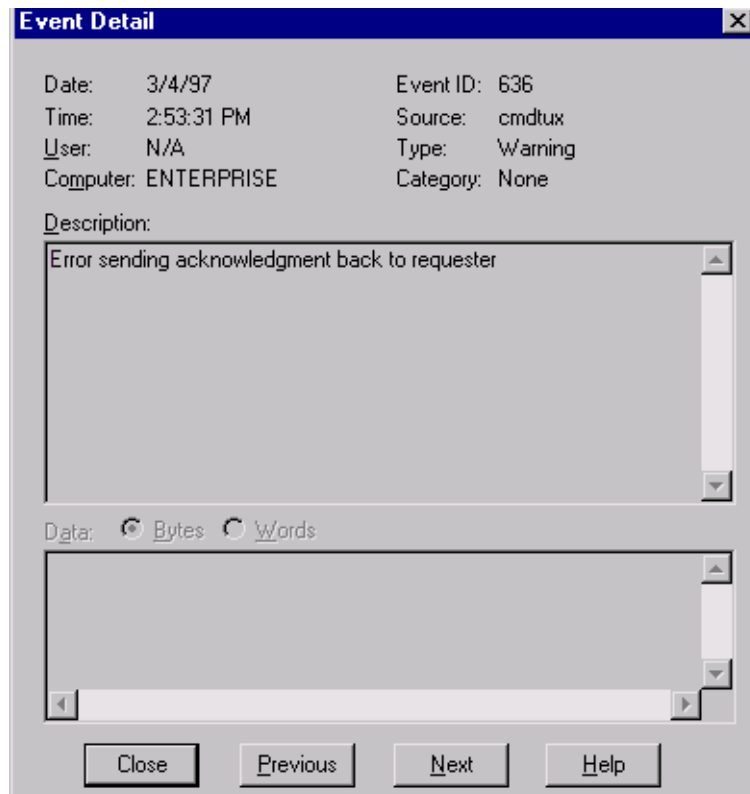 Event Detail
Date: 3/4/97 Event ID: 636
Time: 2:53:31 PM Source: cmdtux
User: N/A Type: Warning
Computer: ENTERPRISE Category: None
Description:
Error sending acknowledgment back to requester
Data: Bytes Words
Close Previous Next Help